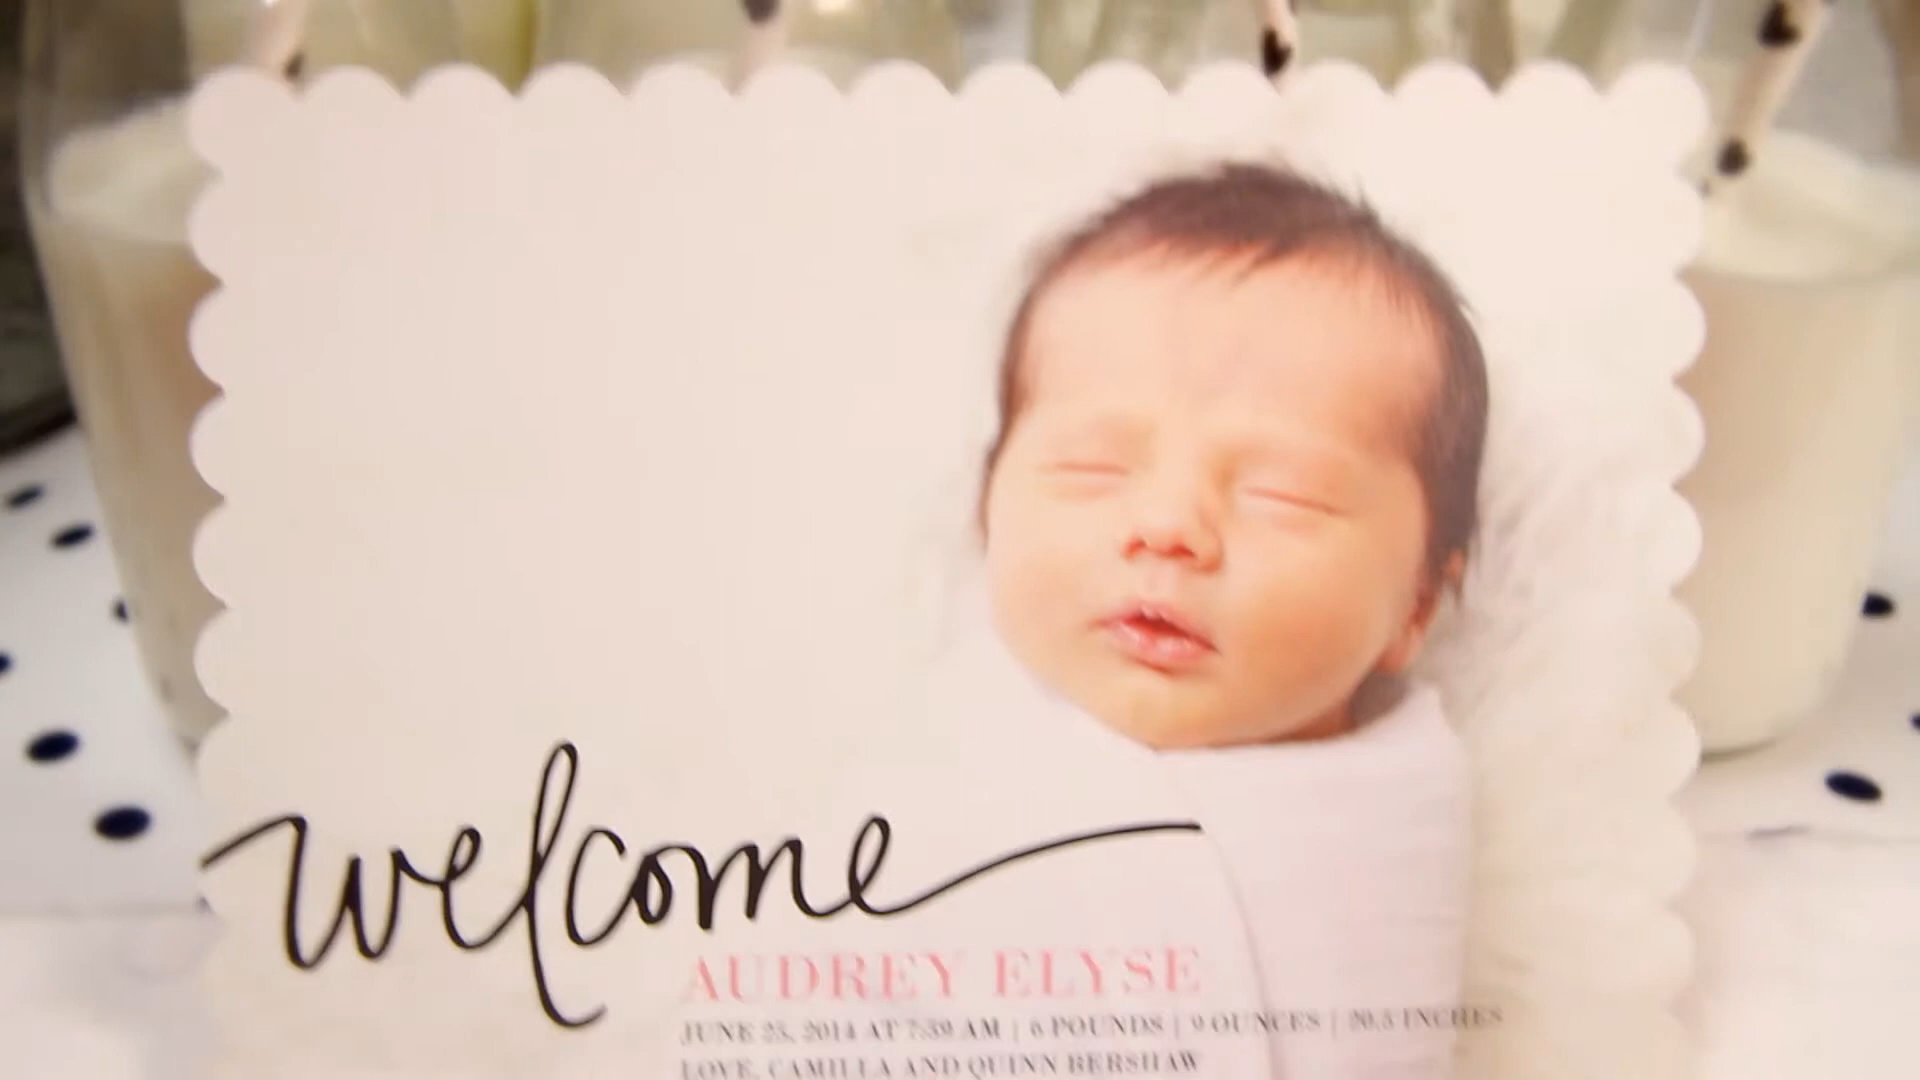 welcome
AUDREY ELYSE
JUNE 25, 2014 AT 7:39 AM | 6 POUNDS | 9 OUNCES | 20.5 INCHES
LOVE, CAMILLA AND QUINN BERSHAW